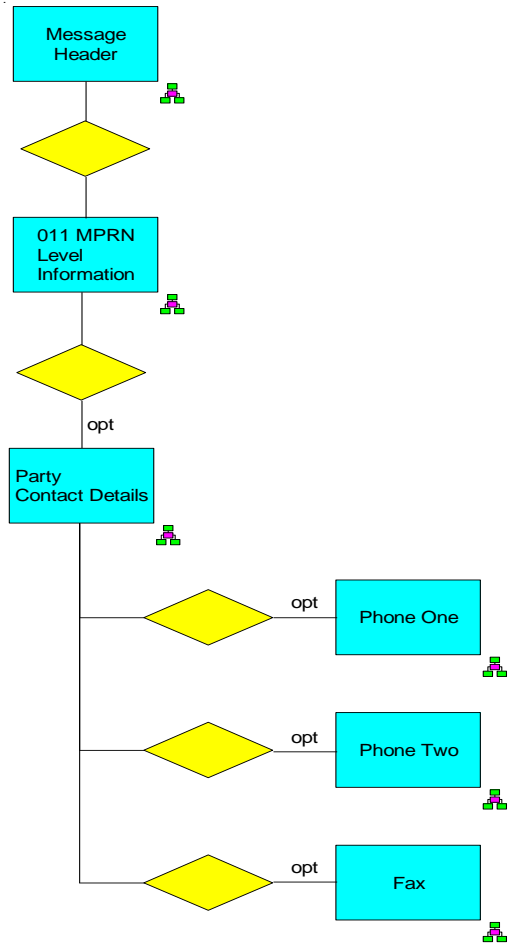 Message
Header
011 MPRN
Level
Information
opt
Party
Contact Details
opt
Phone One
opt
Phone Two
opt
Fax